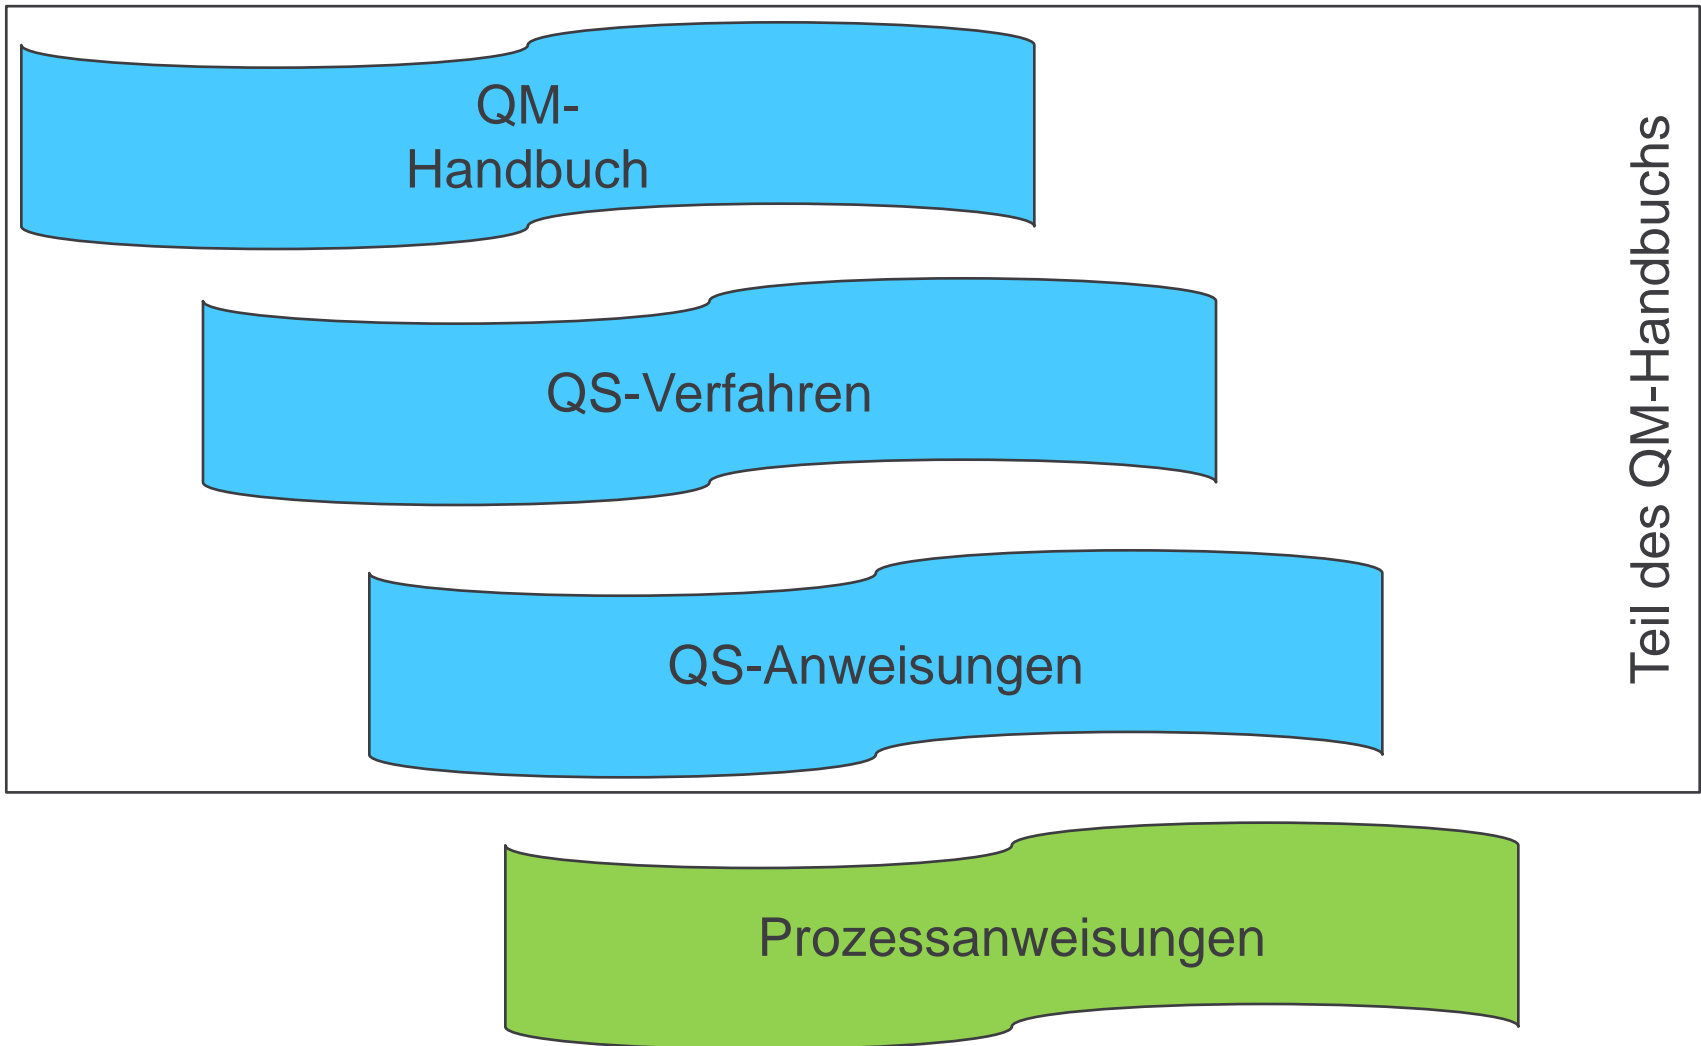 QM-
Handbuch
QS-Verfahren
QS-Anweisungen
Teil des QM-Handbuchs
Prozessanweisungen